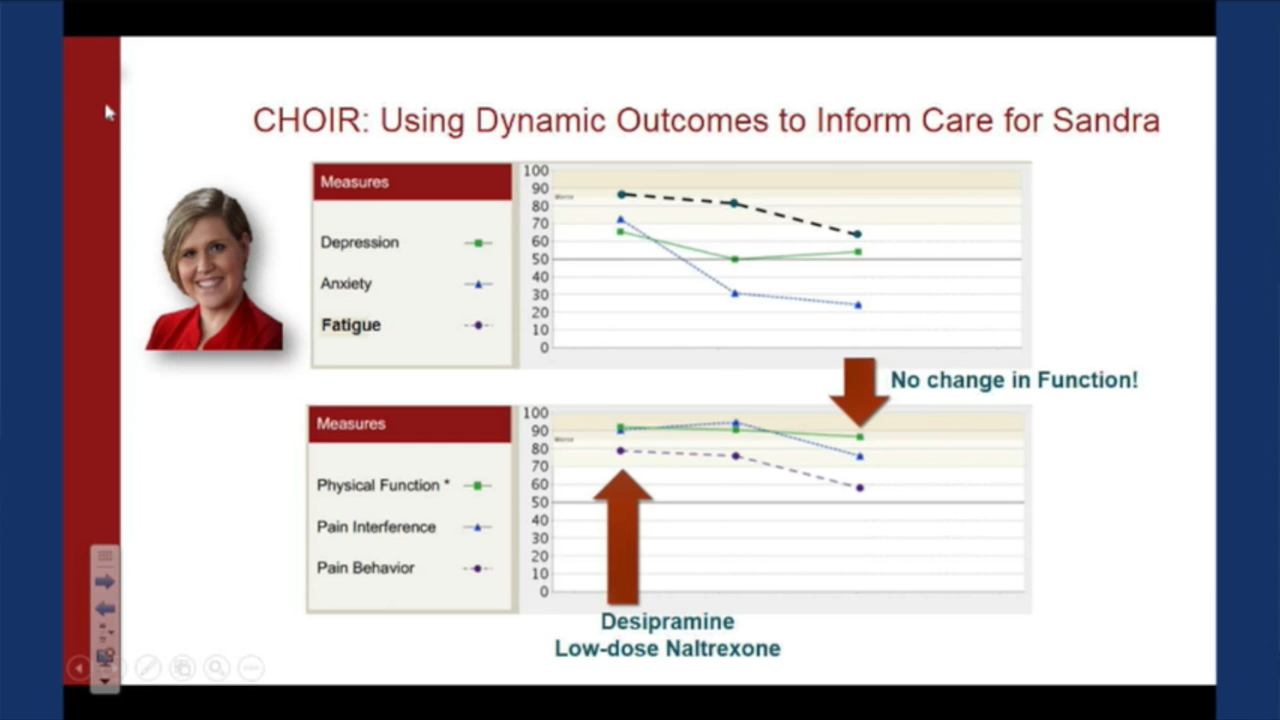 CHOIR: Using Dynamic Outcomes to Inform Care for Sandra
Measures
Depression
Anxiety
Fatigue
100
90
80
70
60
50
40
30
20
10
0
Worse
No change in Function!
Measures
Physical Function *
Pain Interference
Pain Behavior
100
90
80
70
60
50
40
30
20
10
0
Worse
Desipramine
Low-dose Naltrexone